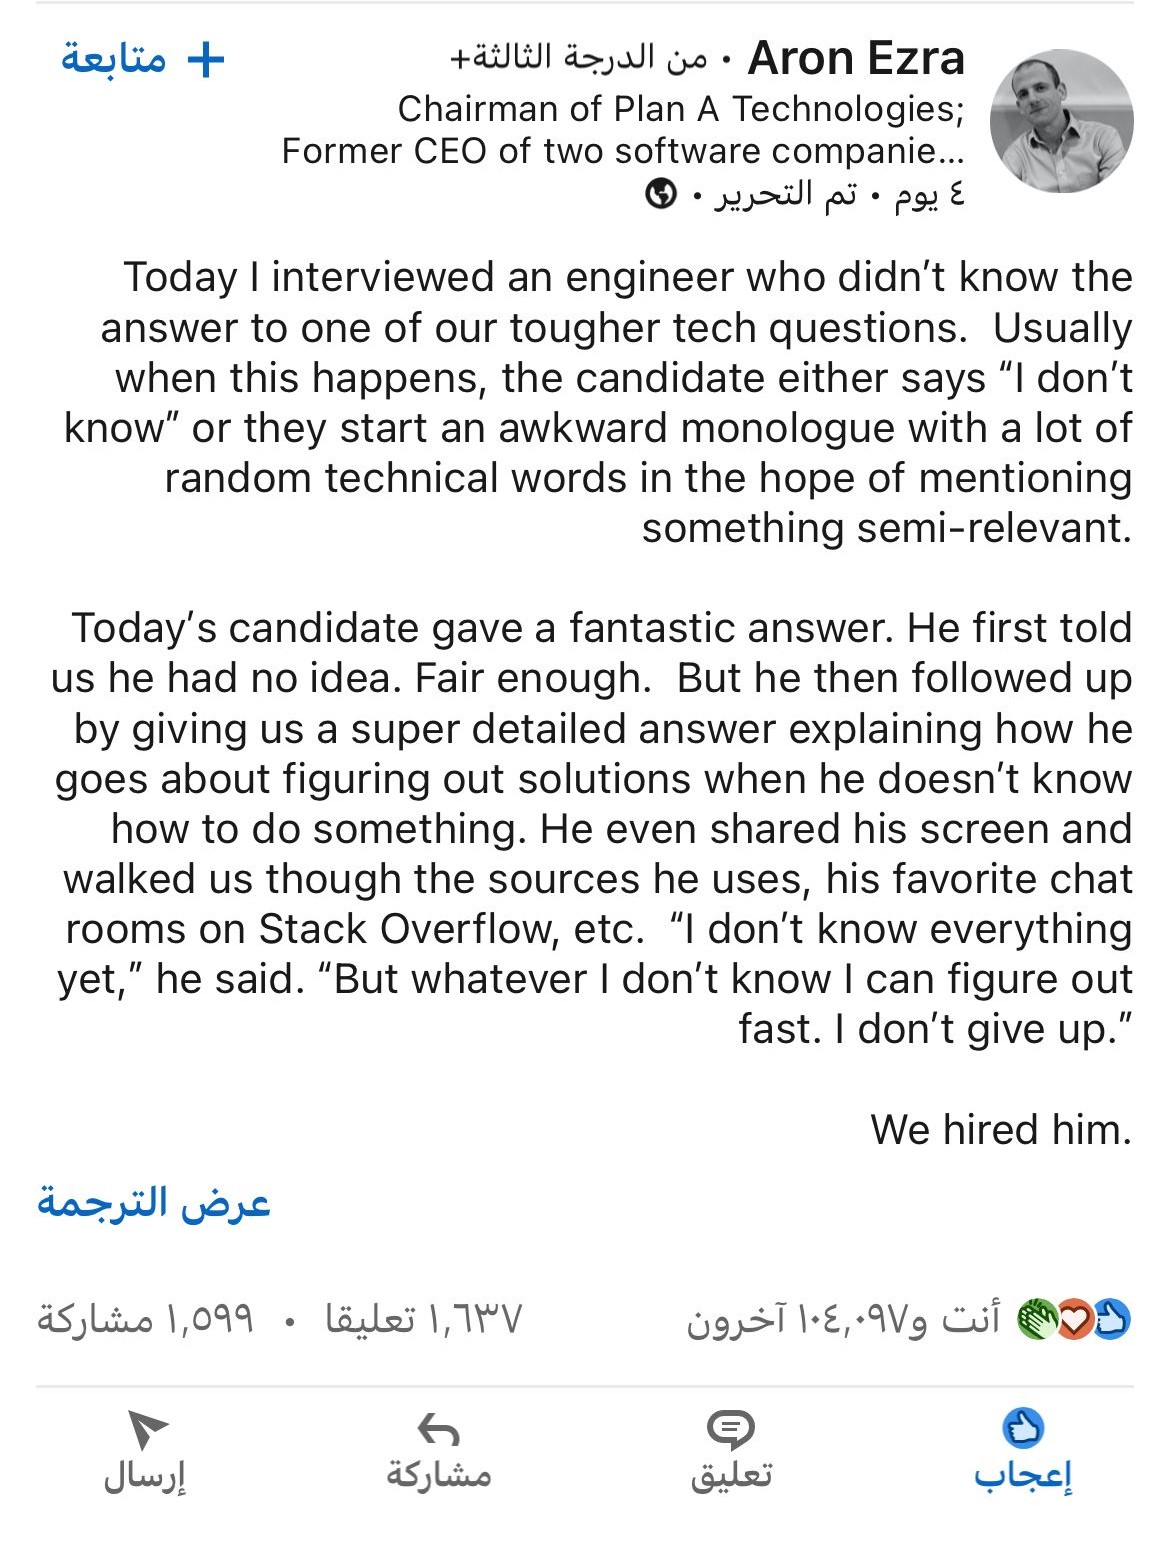 Aron Ezra • من الدرجة الثالثة+
+ متابعة
Chairman of Plan A Technologies;
Former CEO of two software companie...
٤ يوم • تم التحرير •
Today I interviewed an engineer who didn’t know the
answer to one of our tougher tech questions.  Usually
when this happens, the candidate either says “I don’t
know” or they start an awkward monologue with a lot of
random technical words in the hope of mentioning
something semi-relevant.
Today’s candidate gave a fantastic answer. He first told
us he had no idea. Fair enough.  But he then followed up
by giving us a super detailed answer explaining how he
goes about figuring out solutions when he doesn’t know
how to do something. He even shared his screen and
walked us though the sources he uses, his favorite chat
rooms on Stack Overflow, etc.  “I don’t know everything
yet,” he said. “But whatever I don’t know I can figure out
fast. I don’t give up.”
We hired him.
عرض الترجمة
أنت و١٠٤,٠٩٧ آخرون
١,٦٣٧ تعليقا • ١,٥٩٩ مشاركة
إعجاب
تعليق
مشاركة
إرسال